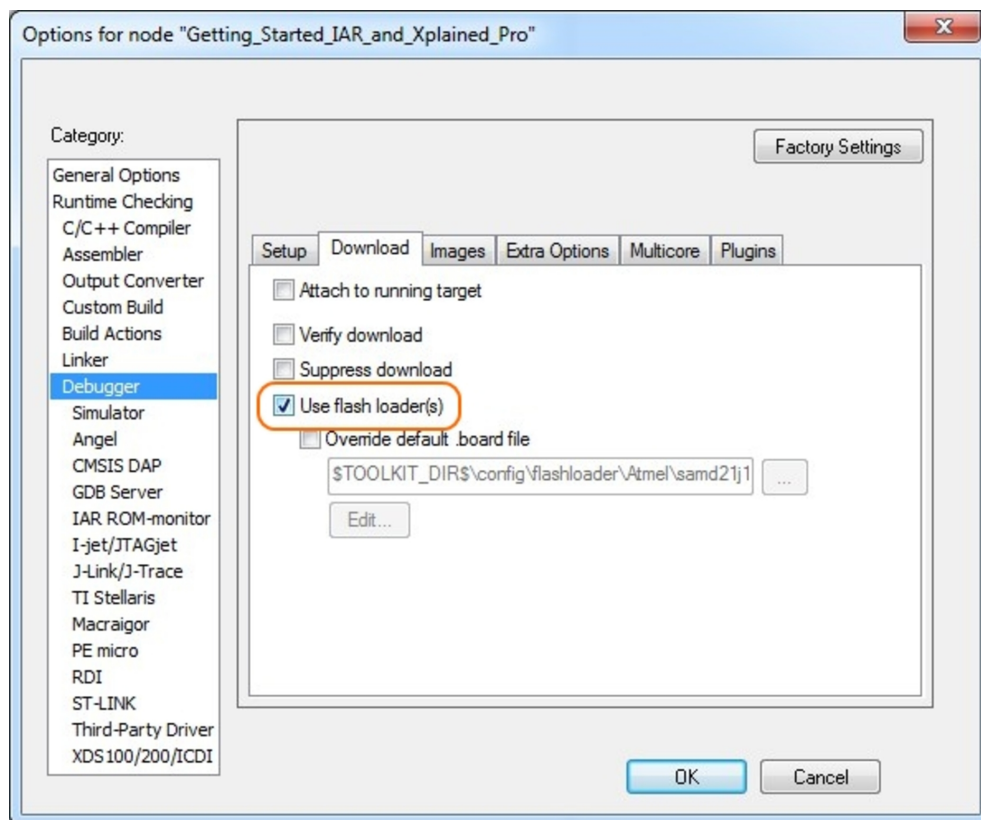 Options for node "Getting_Started_IAR_and_Xplained_Pro"
Category:
Factory Settings
General Options
Runtime Checking
C/C++ Compiler
Assembler
Output Converter
Custom Build
Build Actions
Linker
Debugger
Simulator
Angel
CMSIS DAP
GDB Server
IAR ROM-monitor
I-jet/JTAGjet
J-Link/J-Trace
TI Stellaris
Macraigor
PE micro
RDI
ST-LINK
Third-Party Driver
XDS100/200/ICDI
Setup Download Images Extra Options Multicore Plugins
Attach to running target
Verify download
Suppress download
Use flash loader(s)
Override default .board file
$TOOLKIT_DIR$\config\flashloader\Atmel\samd21j1
...
Edit...
OK Cancel